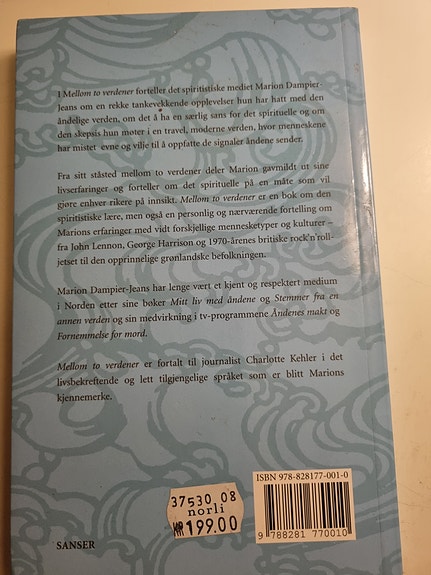 I Mellom to verdener forteller det spiritistiske mediet Marion Dampier-
Jeans om en rekke tankevekkende opplevelser hun har hatt med den
åndelige verden, om det å ha en særlig sans for det spirituelle og om
den skepsis hun møter i en travel, moderne verden, hvor menneskene
har mistet evne og vilje til å oppfatte de signaler åndene sender.
Fra sitt ståsted mellom to verdener deler Marion gavmildt ut sine
livserfaringer og forteller om det spirituelle på en måte som vil
gjøre enhver rikere på innsikt. Mellom to verdener er en bok om den
spiritistiske lære, men også en personlig og nærværende fortelling om
Marions erfaringer med vidt forskjellige mennesketyper og kulturer –
fra John Lennon, George Harrison og 1970-årenes britiske rock'n'roll-
jetset til den opprinnelige grønlandske befolkningen.
Marion Dampier-Jeans har lenge vært et kjent og respektert medium
i Norden etter sine bøker Mitt liv med åndene og Stemmer fra en
annen verden og sin medvirkning i tv-programmene Åndenes makt og
Fornemmelse for mord.
Mellom to verdener er fortalt til journalist Charlotte Kehler i det
livsbekreftende og lett tilgjengelige språket som er blitt Marions
kjennemerke.
ISBN 978-828177-001-0
37530.08
norli
KR 199.00
9 788281 770010
SANSER